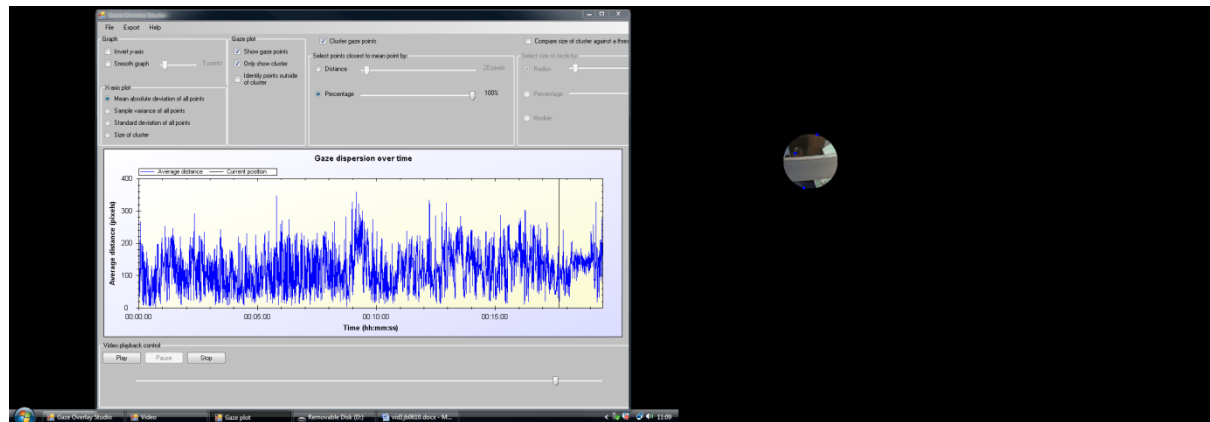 Gaze Overlay Studio
File Export Help
Graph
Invert y-axis
Smooth graph 5 points
X-axis plot
Mean absolute deviation of all points
Sample variance of all points
Standard deviation of all points
Size of cluster
Gaze plot
Show gaze points
Only show cluster
Identify points outside
of cluster
Cluster gaze points
Select points closest to mean point by:
Distance 20 pixels
Percentage 100%
Compare size of cluster against a thres
Select size of circle by:
Radius
Percentage
Median
Gaze dispersion over time
Average distance Current position
Average distance (pixels)
400
300
200
100
0
00:00:00 00:05:00 00:10:00 00:15:00
Time (hh:mm:ss)
Video playback control
Play Pause Stop
Gaze Overlay Studio Video Gaze plot Removable Disk (D:) 11:09